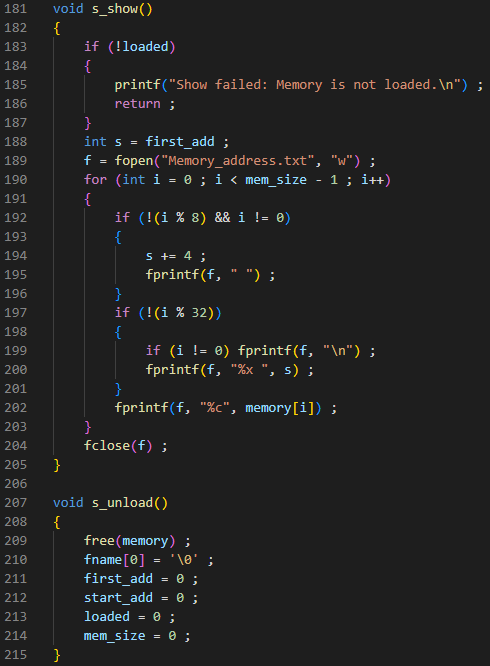 181 void s_show()
182 {
183     if (!loaded)
184     {
185         printf("Show failed: Memory is not loaded.\n") ;
186         return ;
187     }
188     int s = first_add ;
189     f = fopen("Memory_address.txt", "w") ;
190     for (int i = 0 ; i < mem_size - 1 ; i++)
191     {
192         if (!(i % 8) && i != 0)
193         {
194             s += 4 ;
195             fprintf(f, " ") ;
196         }
197         if (!(i % 32))
198         {
199             if (i != 0) fprintf(f, "\n") ;
200             fprintf(f, "%x ", s) ;
201         }
202         fprintf(f, "%c", memory[i]) ;
203     }
204     fclose(f) ;
205 }
206
207 void s_unload()
208 {
209     free(memory) ;
210     fname[0] = '\0' ;
211     first_add = 0 ;
212     start_add = 0 ;
213     loaded = 0 ;
214     mem_size = 0 ;
215 }